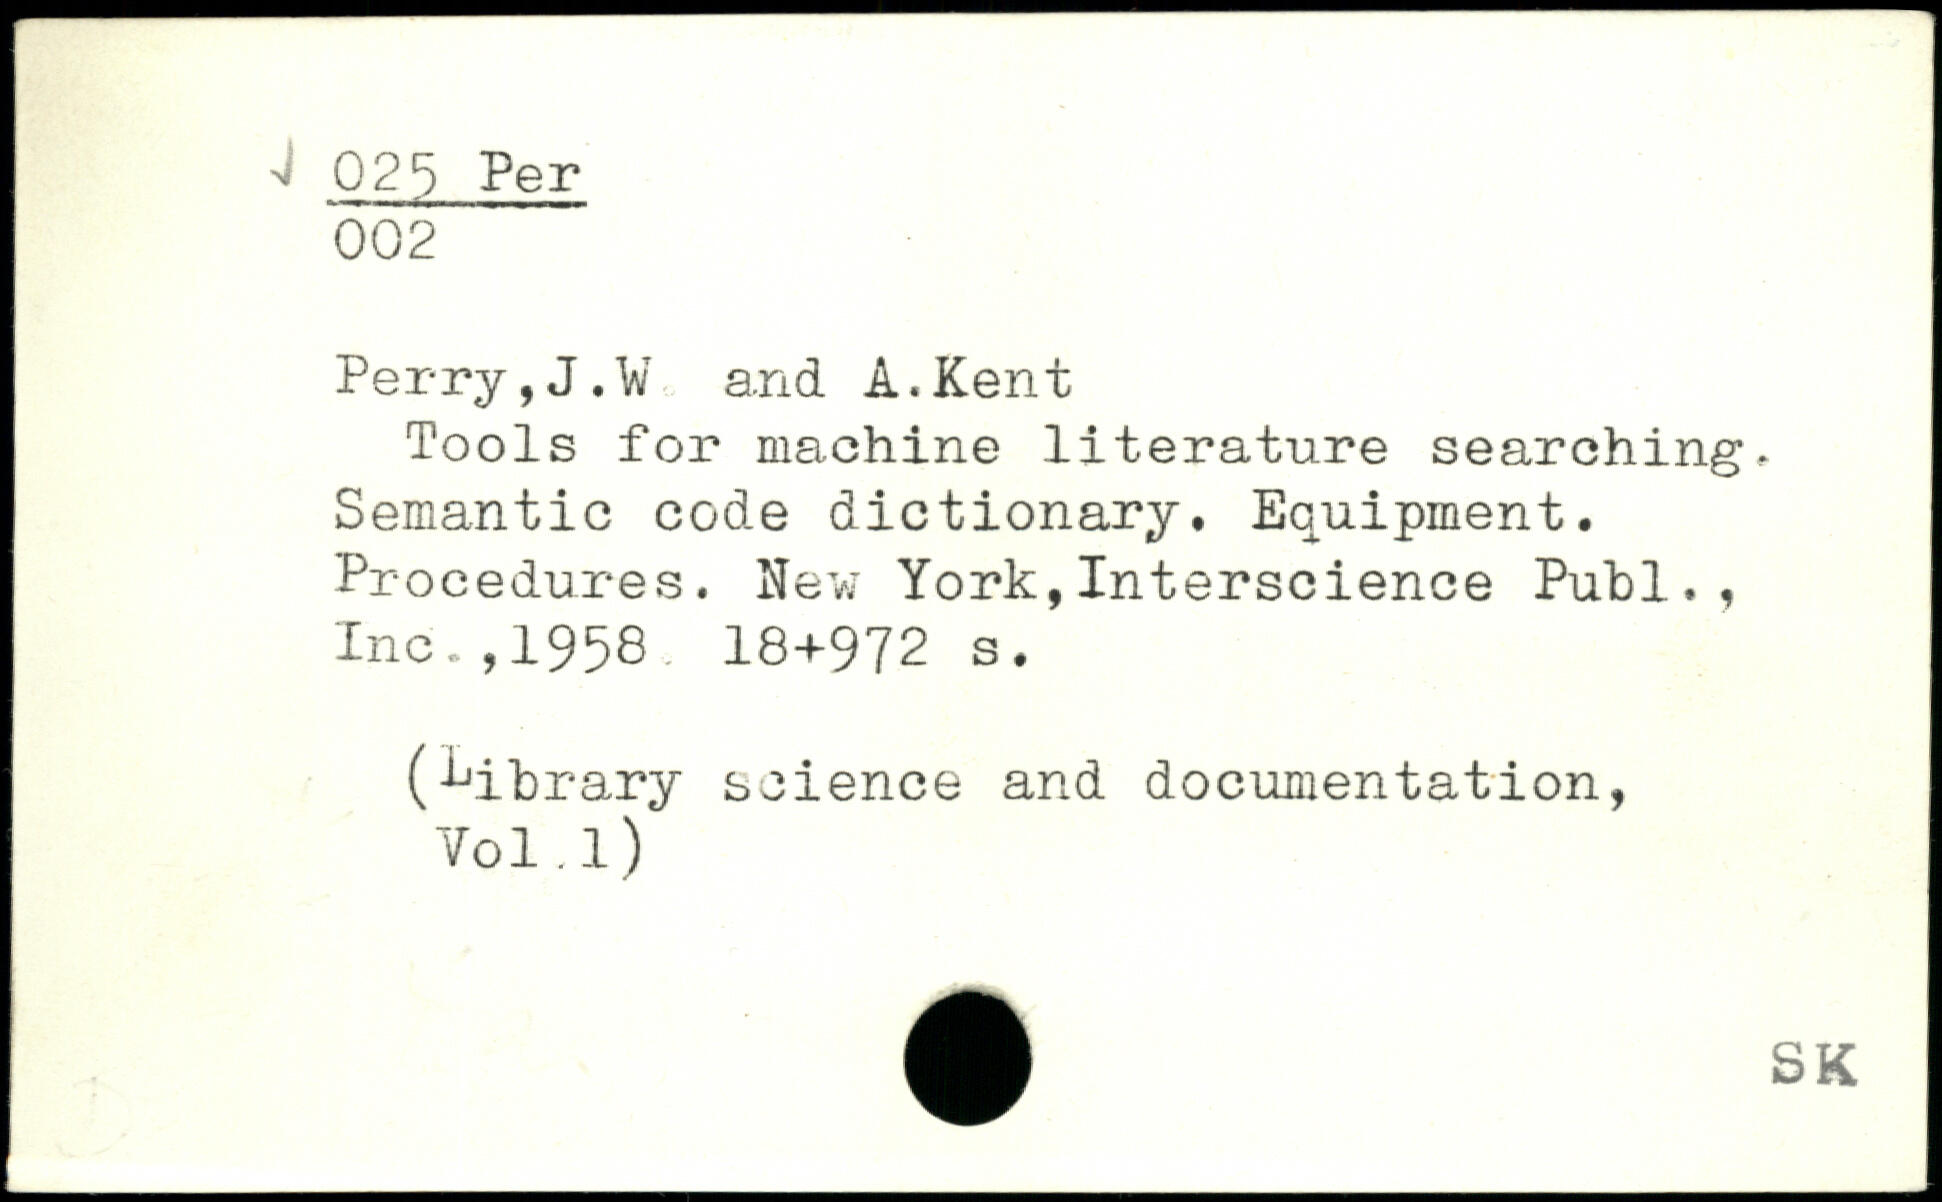 025 Per
002
Perry,J.W. and A.Kent
Tools for machine literature searching.
Semantic code dictionary. Equipment.
Procedures. New York,Interscience Publ.,
Inc.,1958. 18+972 s.
(Library science and documentation,
Vol.1)
SK